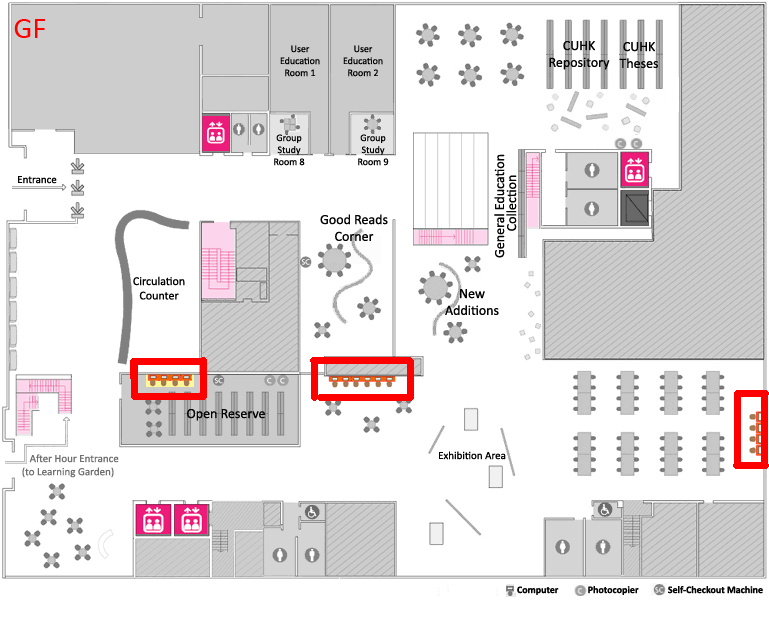 GF
User
Education
Room 1
User
Education
Room 2
CUHK
Repository
CUHK
Theses
Group
Study
Room 8
Group
Study
Room 9
Entrance
General Education
Collection
Good Reads
Corner
SC
Circulation
Counter
New
Additions
SC
C
C
C
C
Open Reserve
After Hour Entrance
(to Learning Garden)
Exhibition Area
Computer
C Photocopier
SC Self-Checkout Machine